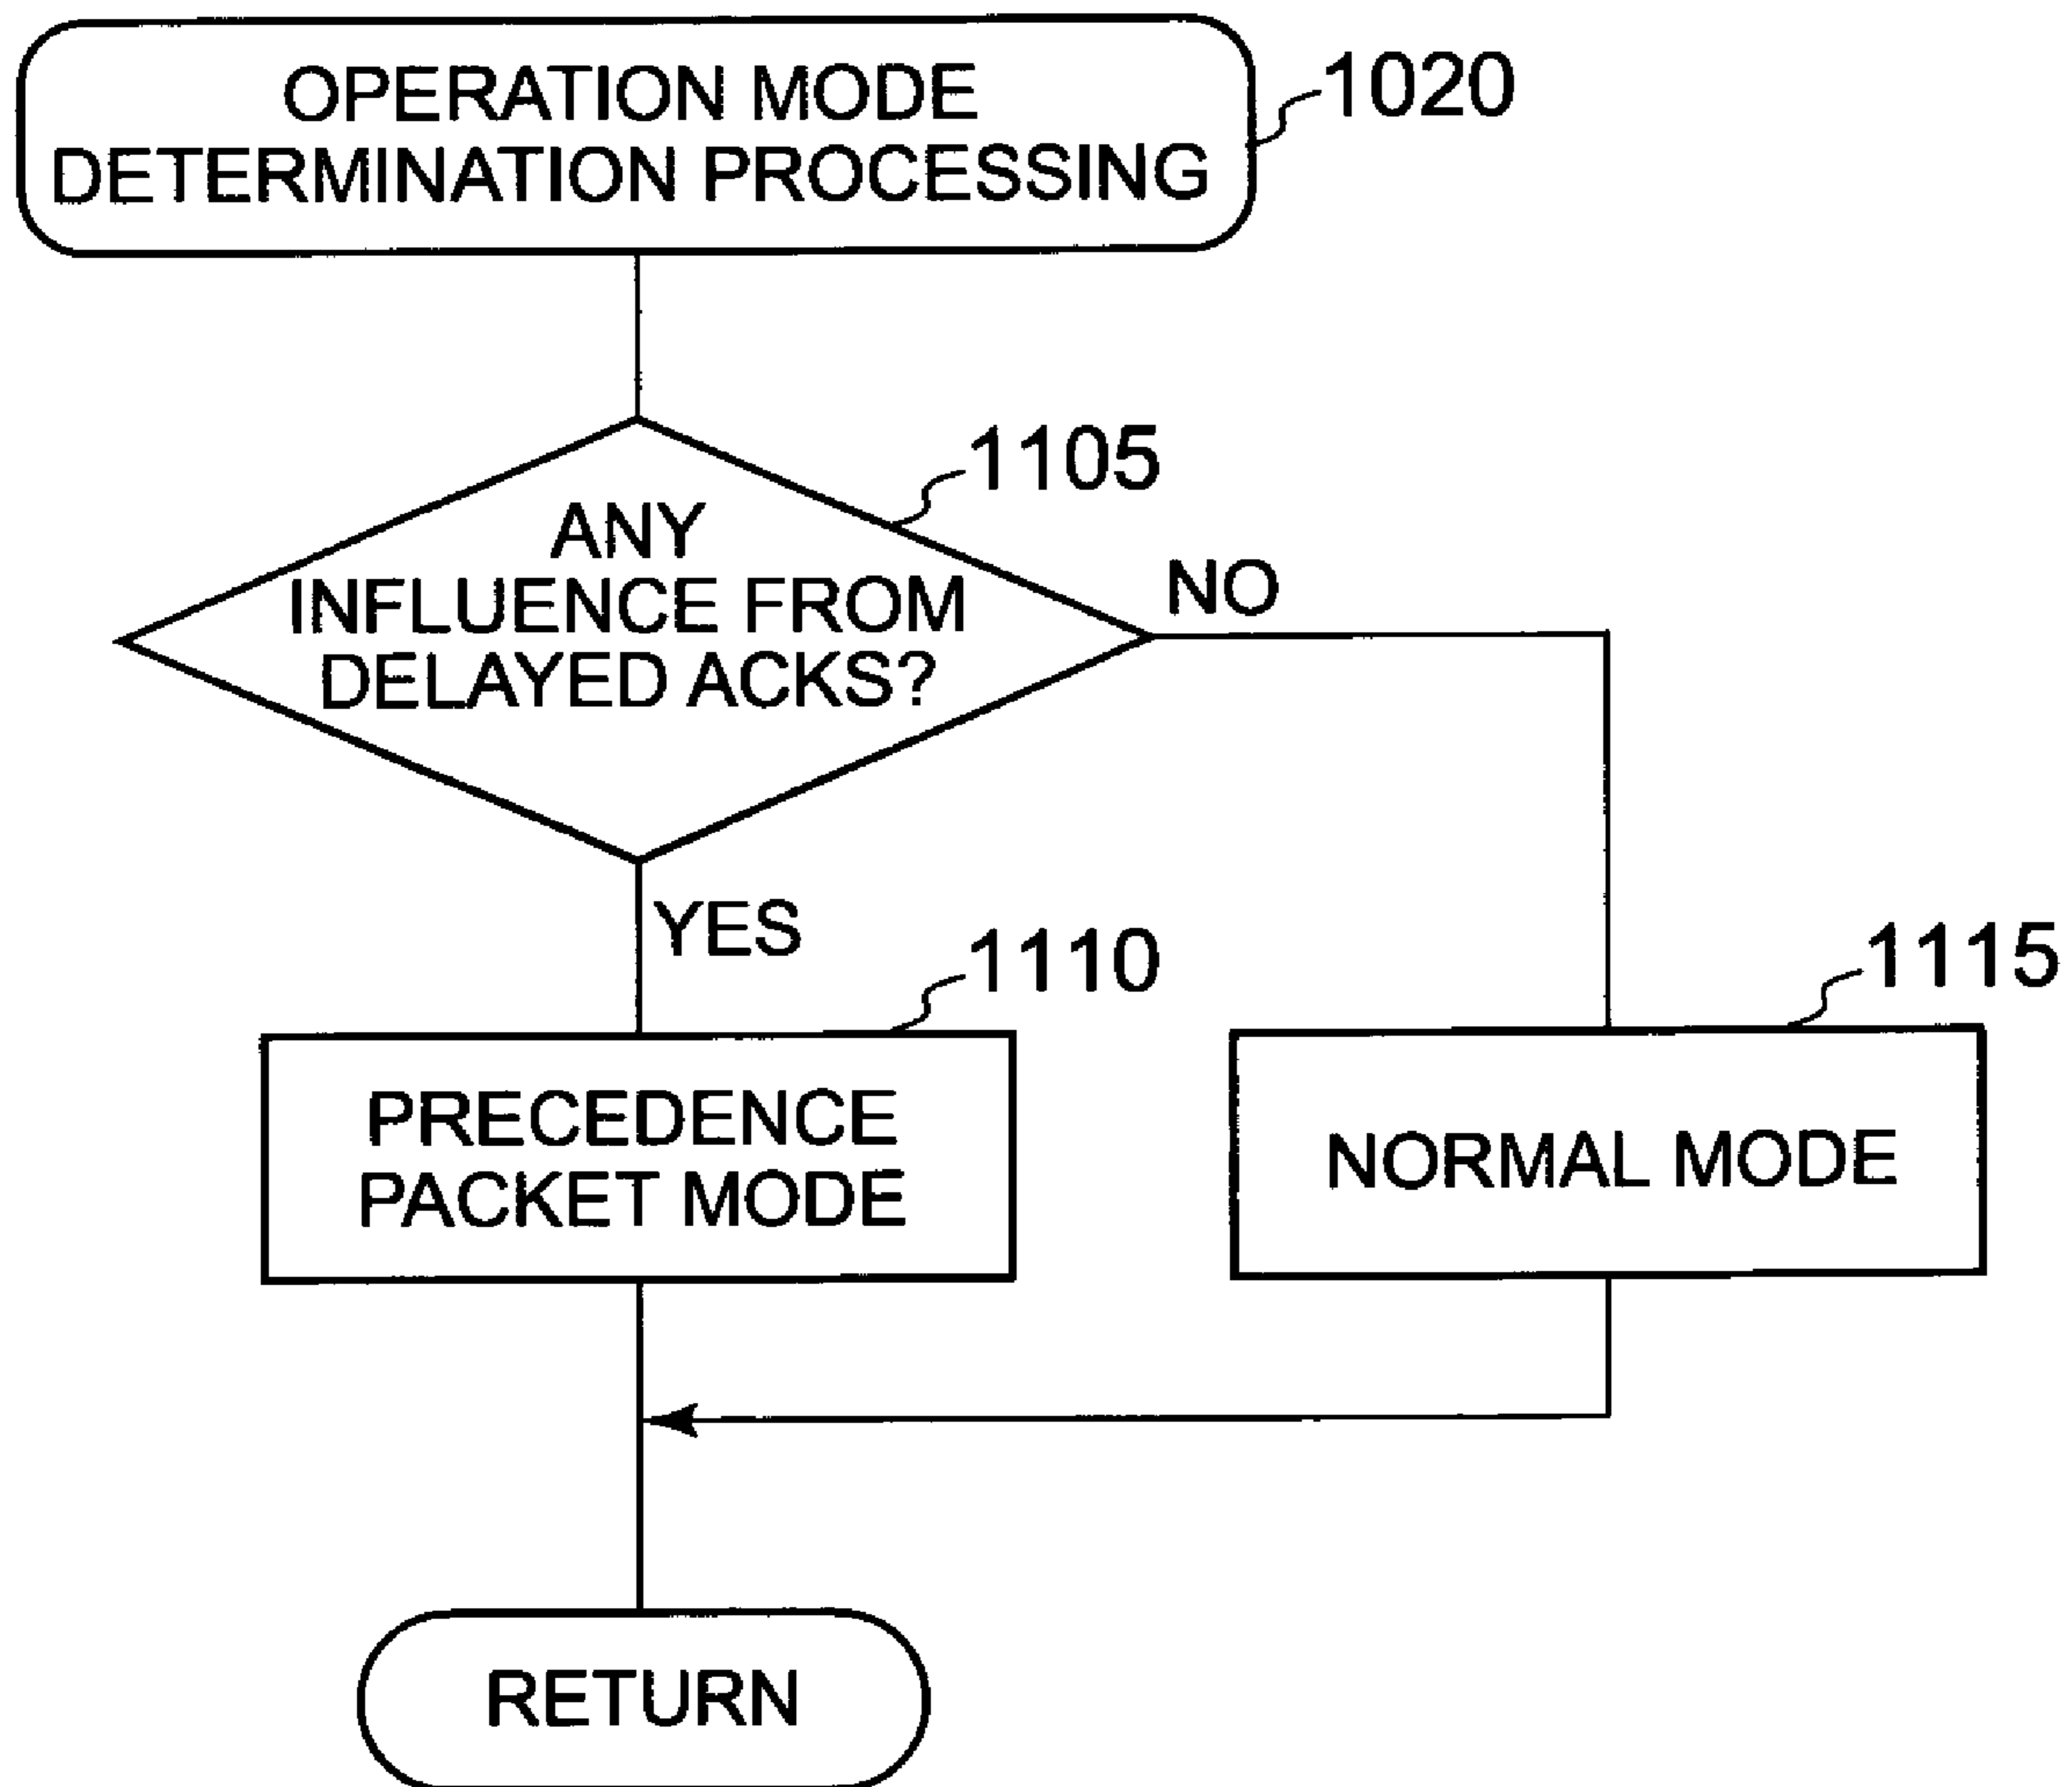 OPERATION MODE
DETERMINATION PROCESSING
1020
1105
ANY
INFLUENCE FROM
DELAYED ACKS?
NO
YES
1110
1115
PRECEDENCE
PACKET MODE
NORMAL MODE
RETURN